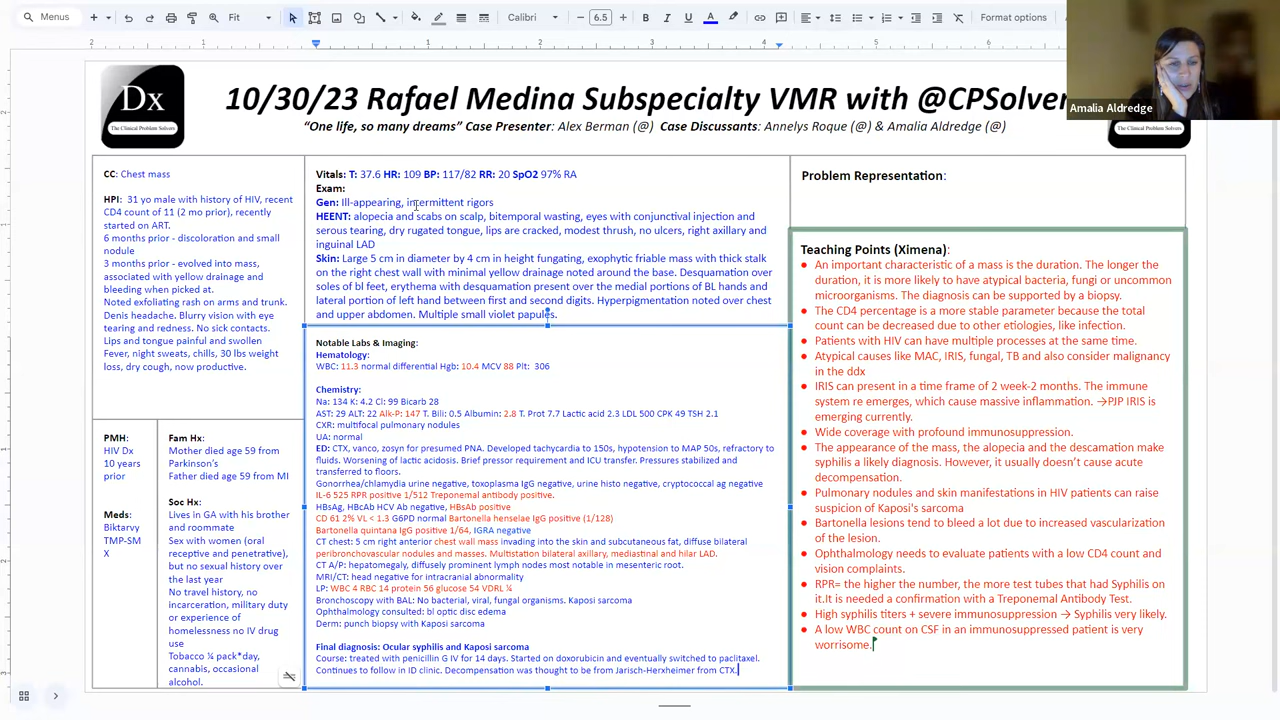 Menus
Fit
Calibri
6.5
Format options
2 1 1 2 3 4 5 6
Amalia Aldredge
Dx
The Clinical Problem Solvers
10/30/23 Rafael Medina Subspecialty VMR with @CPSolver
"One life, so many dreams" Case Presenter: Alex Berman (@) Case Discussants: Annelys Roque (@) & Amalia Aldredge (@)
The Clinical Problem Solvers
CC: Chest mass
HPI: 31 yo male with history of HIV, recent
CD4 count of 11 (2 mo prior), recently
started on ART.
6 months prior - discoloration and small
nodule
3 months prior - evolved into mass,
associated with yellow drainage and
bleeding when picked at.
Noted exfoliating rash on arms and trunk.
Denis headache. Blurry vision with eye
tearing and redness. No sick contacts.
Lips and tongue painful and swollen
Fever, night sweats, chills, 30 lbs weight
loss, dry cough, now productive.
PMH:
HIV Dx
10 years
prior
Meds:
Biktarvy
TMP-SM
X
Fam Hx:
Mother died age 59 from
Parkinson's
Father died age 59 from MI
Soc Hx:
Lives in GA with his brother
and roommate
Sex with women (oral
receptive and penetrative),
but no sexual history over
the last year
No travel history, no
incarceration, military duty
or experience of
homelessness no IV drug
use
Tobacco ¼ pack*day,
cannabis, occasional
alcohol.
Vitals: T: 37.6 HR: 109 BP: 117/82 RR: 20 SpO2 97% RA
Exam:
Gen: Ill-appearing, intermittent rigors
HEENT: alopecia and scabs on scalp, bitemporal wasting, eyes with conjunctival injection and
serous tearing, dry rugated tongue, lips are cracked, modest thrush, no ulcers, right axillary and
inguinal LAD
Skin: Large 5 cm in diameter by 4 cm in height fungating, exophytic friable mass with thick stalk
on the right chest wall with minimal yellow drainage noted around the base. Desquamation over
soles of bl feet, erythema with desquamation present over the medial portions of BL hands and
lateral portion of left hand between first and second digits. Hyperpigmentation noted over chest
and upper abdomen. Multiple small violet papules.
Notable Labs & Imaging:
Hematology:
WBC: 11.3 normal differential Hgb: 10.4 MCV 88 Plt: 306
Chemistry:
Na: 134 K: 4.2 Cl: 99 Bicarb 28
AST: 29 ALT: 22 Alk-P: 147 T. Bili: 0.5 Albumin: 2.8 T. Prot 7.7 Lactic acid 2.3 LDL 500 CPK 49 TSH 2.1
CXR: multifocal pulmonary nodules
UA: normal
ED: CTX, vanco, zosyn for presumed PNA. Developed tachycardia to 150s, hypotension to MAP 50s, refractory to
fluids. Worsening of lactic acidosis. Brief pressor requirement and ICU transfer. Pressures stabilized and
transferred to floors.
Gonorrhea/chlamydia urine negative, toxoplasma IgG negative, urine histo negative, cryptococcal ag negative
IL-6 525 RPR positive 1/512 Treponemal antibody positive.
HBsAg, HBcAb HCV Ab negative, HBsAb positive
CD 61 2% VL < 1.3 G6PD normal Bartonella henselae IgG positive (1/128)
Bartonella quintana IgG positive 1/64, IGRA negative
CT chest: 5 cm right anterior chest wall mass invading into the skin and subcutaneous fat, diffuse bilateral
peribronchovascular nodules and masses. Multistation bilateral axillary, mediastinal and hilar LAD.
CT A/P: hepatomegaly, diffusely prominent lymph nodes most notable in mesenteric root.
MRI/CT: head negative for intracranial abnormality
LP: WBC 4 RBC 14 protein 56 glucose 54 VDRL ¼
Bronchoscopy with BAL: No bacterial, viral, fungal organisms. Kaposi sarcoma
Ophthalmology consulted: bl optic disc edema
Derm: punch biopsy with Kaposi sarcoma
Final diagnosis: Ocular syphilis and Kaposi sarcoma
Course: treated with penicillin G IV for 14 days. Started on doxorubicin and eventually switched to paclitaxel.
Continues to follow in ID clinic. Decompensation was thought to be from Jarisch-Herxheimer from CTX.
Problem Representation:
Teaching Points (Ximena):
● An important characteristic of a mass is the duration. The longer the
duration, it is more likely to have atypical bacteria, fungi or uncommon
microorganisms. The diagnosis can be supported by a biopsy.
● The CD4 percentage is a more stable parameter because the total
count can be decreased due to other etiologies, like infection.
● Patients with HIV can have multiple processes at the same time.
● Atypical causes like MAC, IRIS, fungal, TB and also consider malignancy
in the ddx
● IRIS can present in a time frame of 2 week-2 months. The immune
system re emerges, which cause massive inflammation. →PJP IRIS is
emerging currently.
● Wide coverage with profound immunosuppression.
● The appearance of the mass, the alopecia and the descamation make
syphilis a likely diagnosis. However, it usually doesn't cause acute
decompensation.
● Pulmonary nodules and skin manifestations in HIV patients can raise
suspicion of Kaposi's sarcoma
● Bartonella lesions tend to bleed a lot due to increased vascularization
of the lesion.
● Ophthalmology needs to evaluate patients with a low CD4 count and
vision complaints.
● RPR= the higher the number, the more test tubes that had Syphilis on
it.It is needed a confirmation with a Treponemal Antibody Test.
● High syphilis titers + severe immunosuppression → Syphilis very likely.
● A low WBC count on CSF in an immunosuppressed patient is very
worrisome.